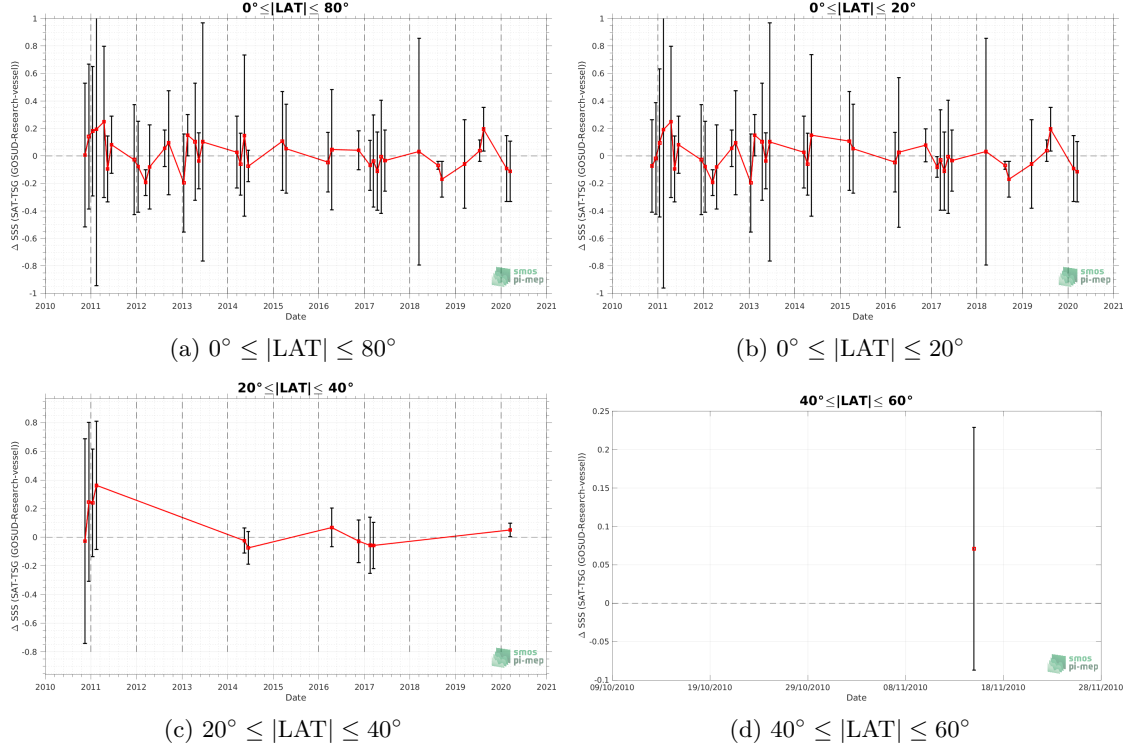 0°≤|LAT|≤ 80°
1
0.8
0.6
0.4
0.2
0
-0.2
-0.4
-0.6
-0.8
-1
Δ SSS (SAT-TSG (GOSUD-Research-vessel))
2010 2011 2012 2013 2014 2015 2016 2017 2018 2019 2020 2021
Date
smos
pi-mep
(a) 0° ≤ |LAT| ≤ 80°
0°≤|LAT|≤ 20°
1
0.8
0.6
0.4
0.2
0
-0.2
-0.4
-0.6
-0.8
-1
Δ SSS (SAT-TSG (GOSUD-Research-vessel))
2010 2011 2012 2013 2014 2015 2016 2017 2018 2019 2020 2021
Date
smos
pi-mep
(b) 0° ≤ |LAT| ≤ 20°
20°≤|LAT|≤ 40°
0.8
0.6
0.4
0.2
0
-0.2
-0.4
-0.6
-0.8
Δ SSS (SAT-TSG (GOSUD-Research-vessel))
2010 2011 2012 2013 2014 2015 2016 2017 2018 2019 2020 2021
Date
smos
pi-mep
(c) 20° ≤ |LAT| ≤ 40°
40°≤|LAT|≤ 60°
0.25
0.2
0.15
0.1
0.05
0
-0.05
-0.1
Δ SSS (SAT-TSG (GOSUD-Research-vessel))
09/10/2010 19/10/2010 29/10/2010 08/11/2010 18/11/2010 28/11/2010
Date
smos
pi-mep
(d) 40° ≤ |LAT| ≤ 60°